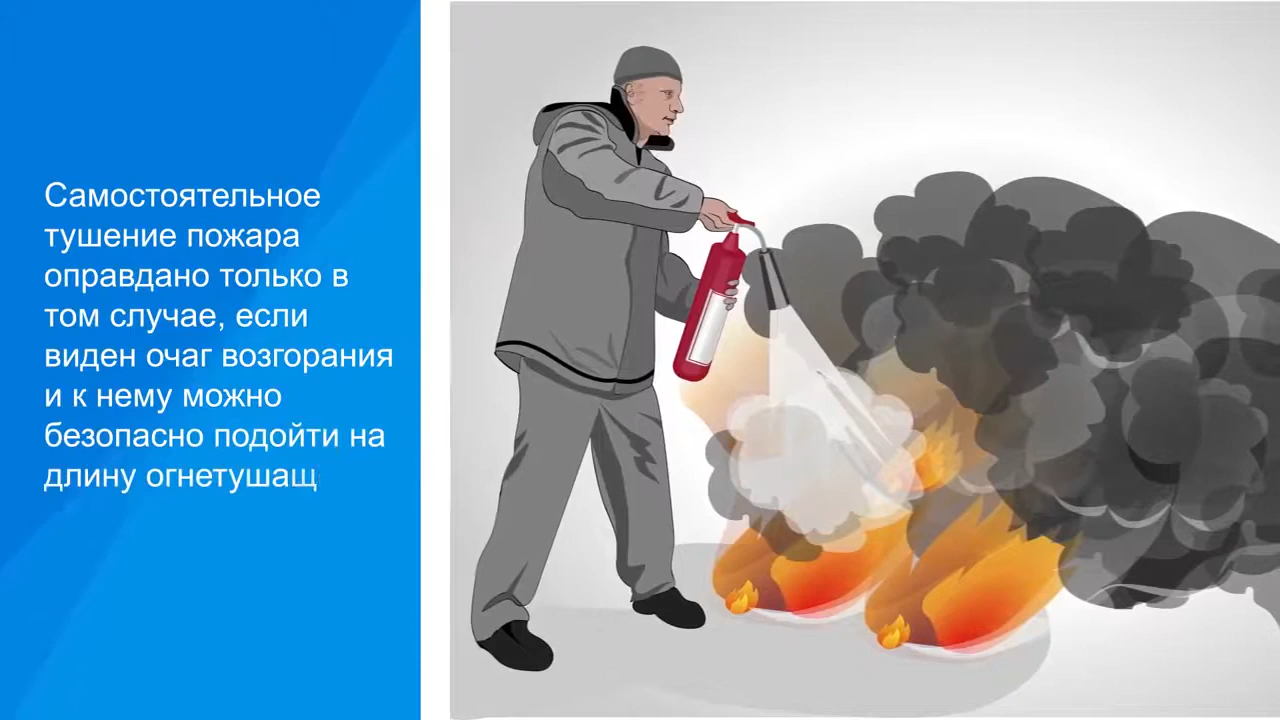 Самостоятельное
тушение пожара
оправдано только в
том случае, если
виден очаг возгорания
и к нему можно
безопасно подойти на
длину огнетушащ